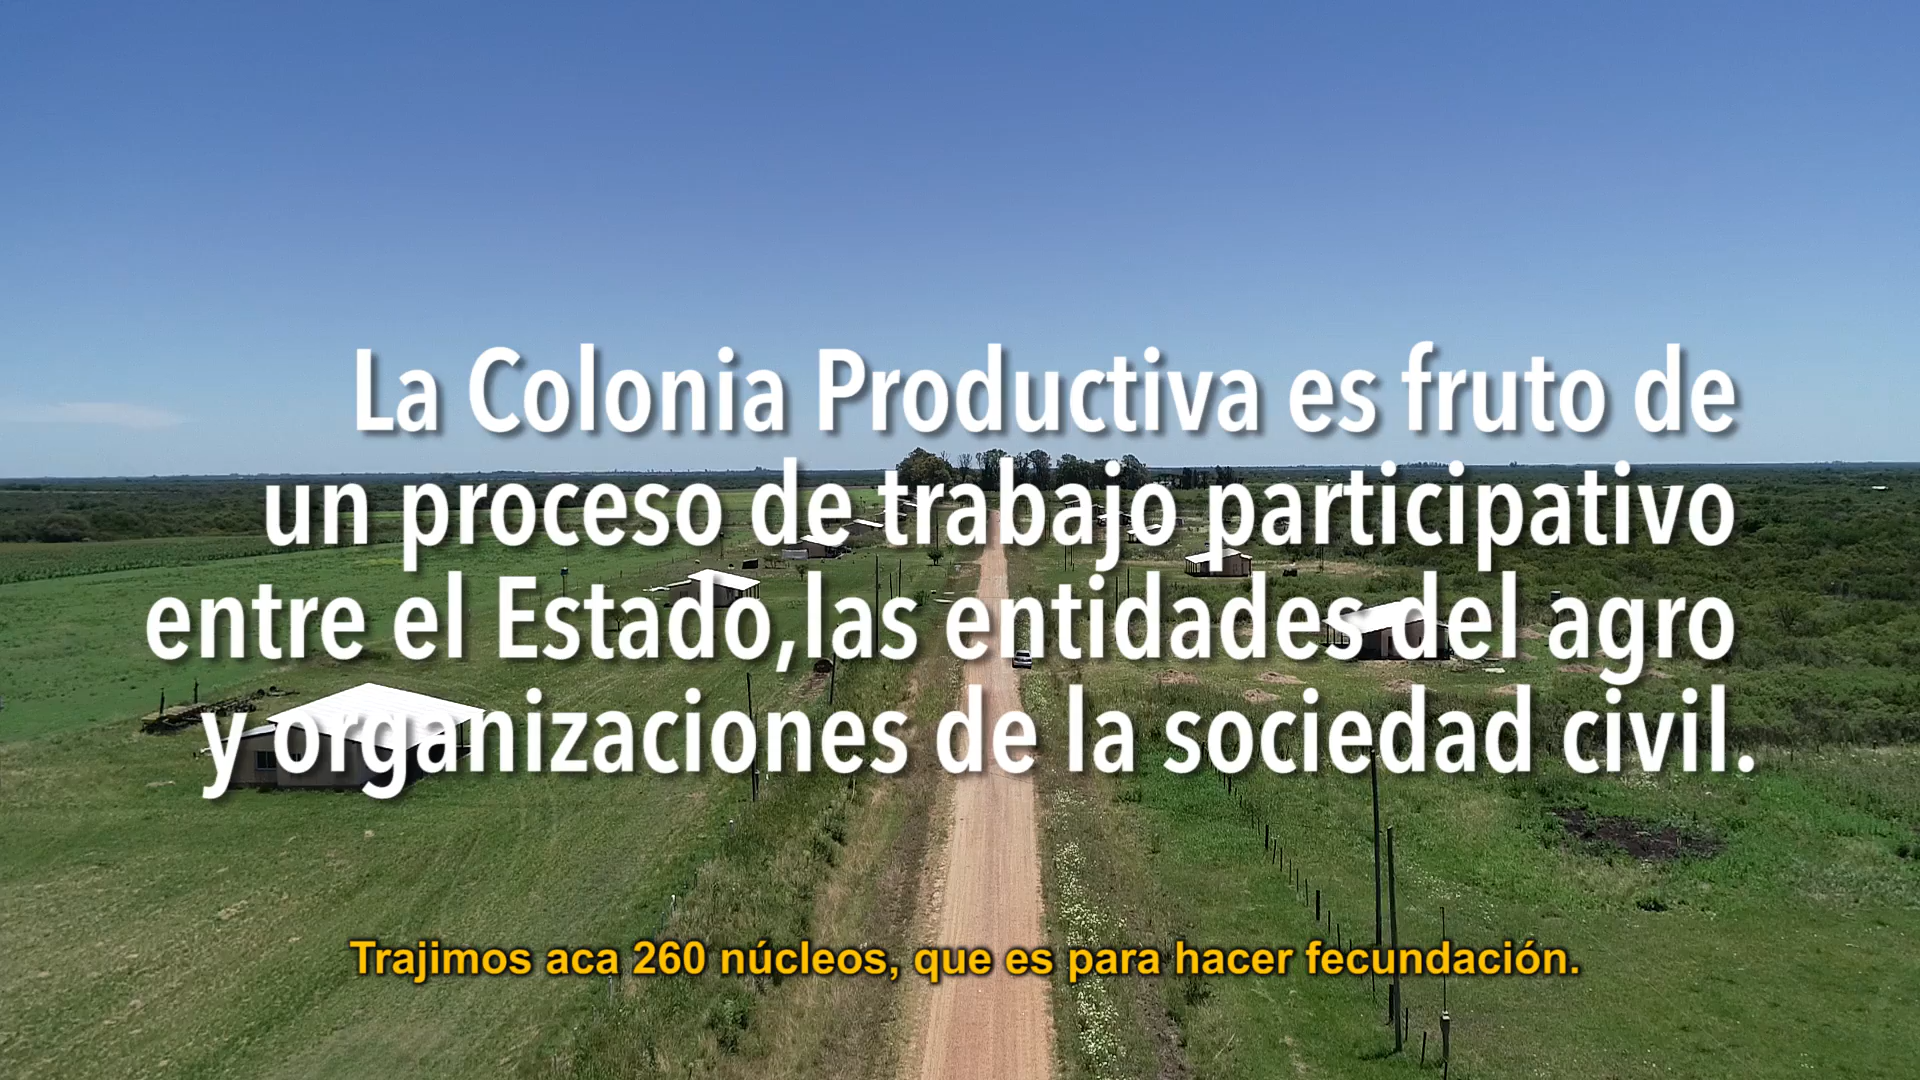 La Colonia Productiva es fruto de
un proceso de trabajo participativo
entre el Estado,las entidades del agro
y organizaciones de la sociedad civil.
Trajimos aca 260 núcleos, que es para hacer fecundación.